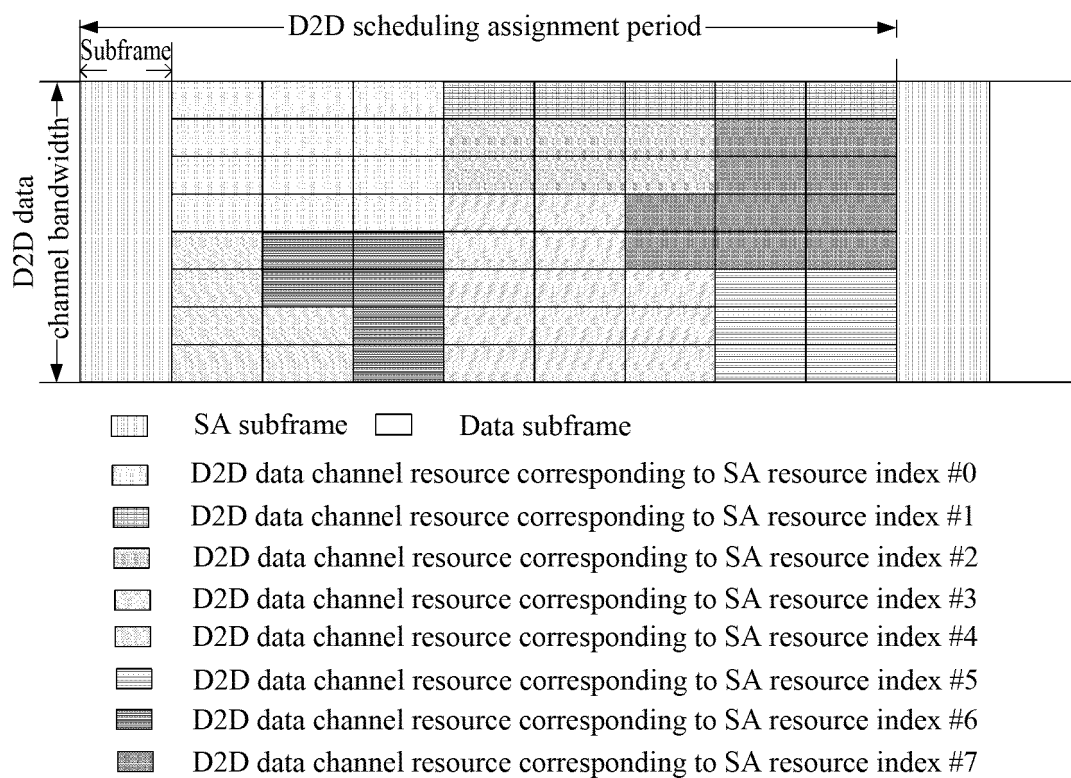 D2D scheduling assignment period
Subframe
D2D data
channel bandwidth
SA subframe Data subframe
D2D data channel resource corresponding to SA resource index #0
D2D data channel resource corresponding to SA resource index #1
D2D data channel resource corresponding to SA resource index #2
D2D data channel resource corresponding to SA resource index #3
D2D data channel resource corresponding to SA resource index #4
D2D data channel resource corresponding to SA resource index #5
D2D data channel resource corresponding to SA resource index #6
D2D data channel resource corresponding to SA resource index #7